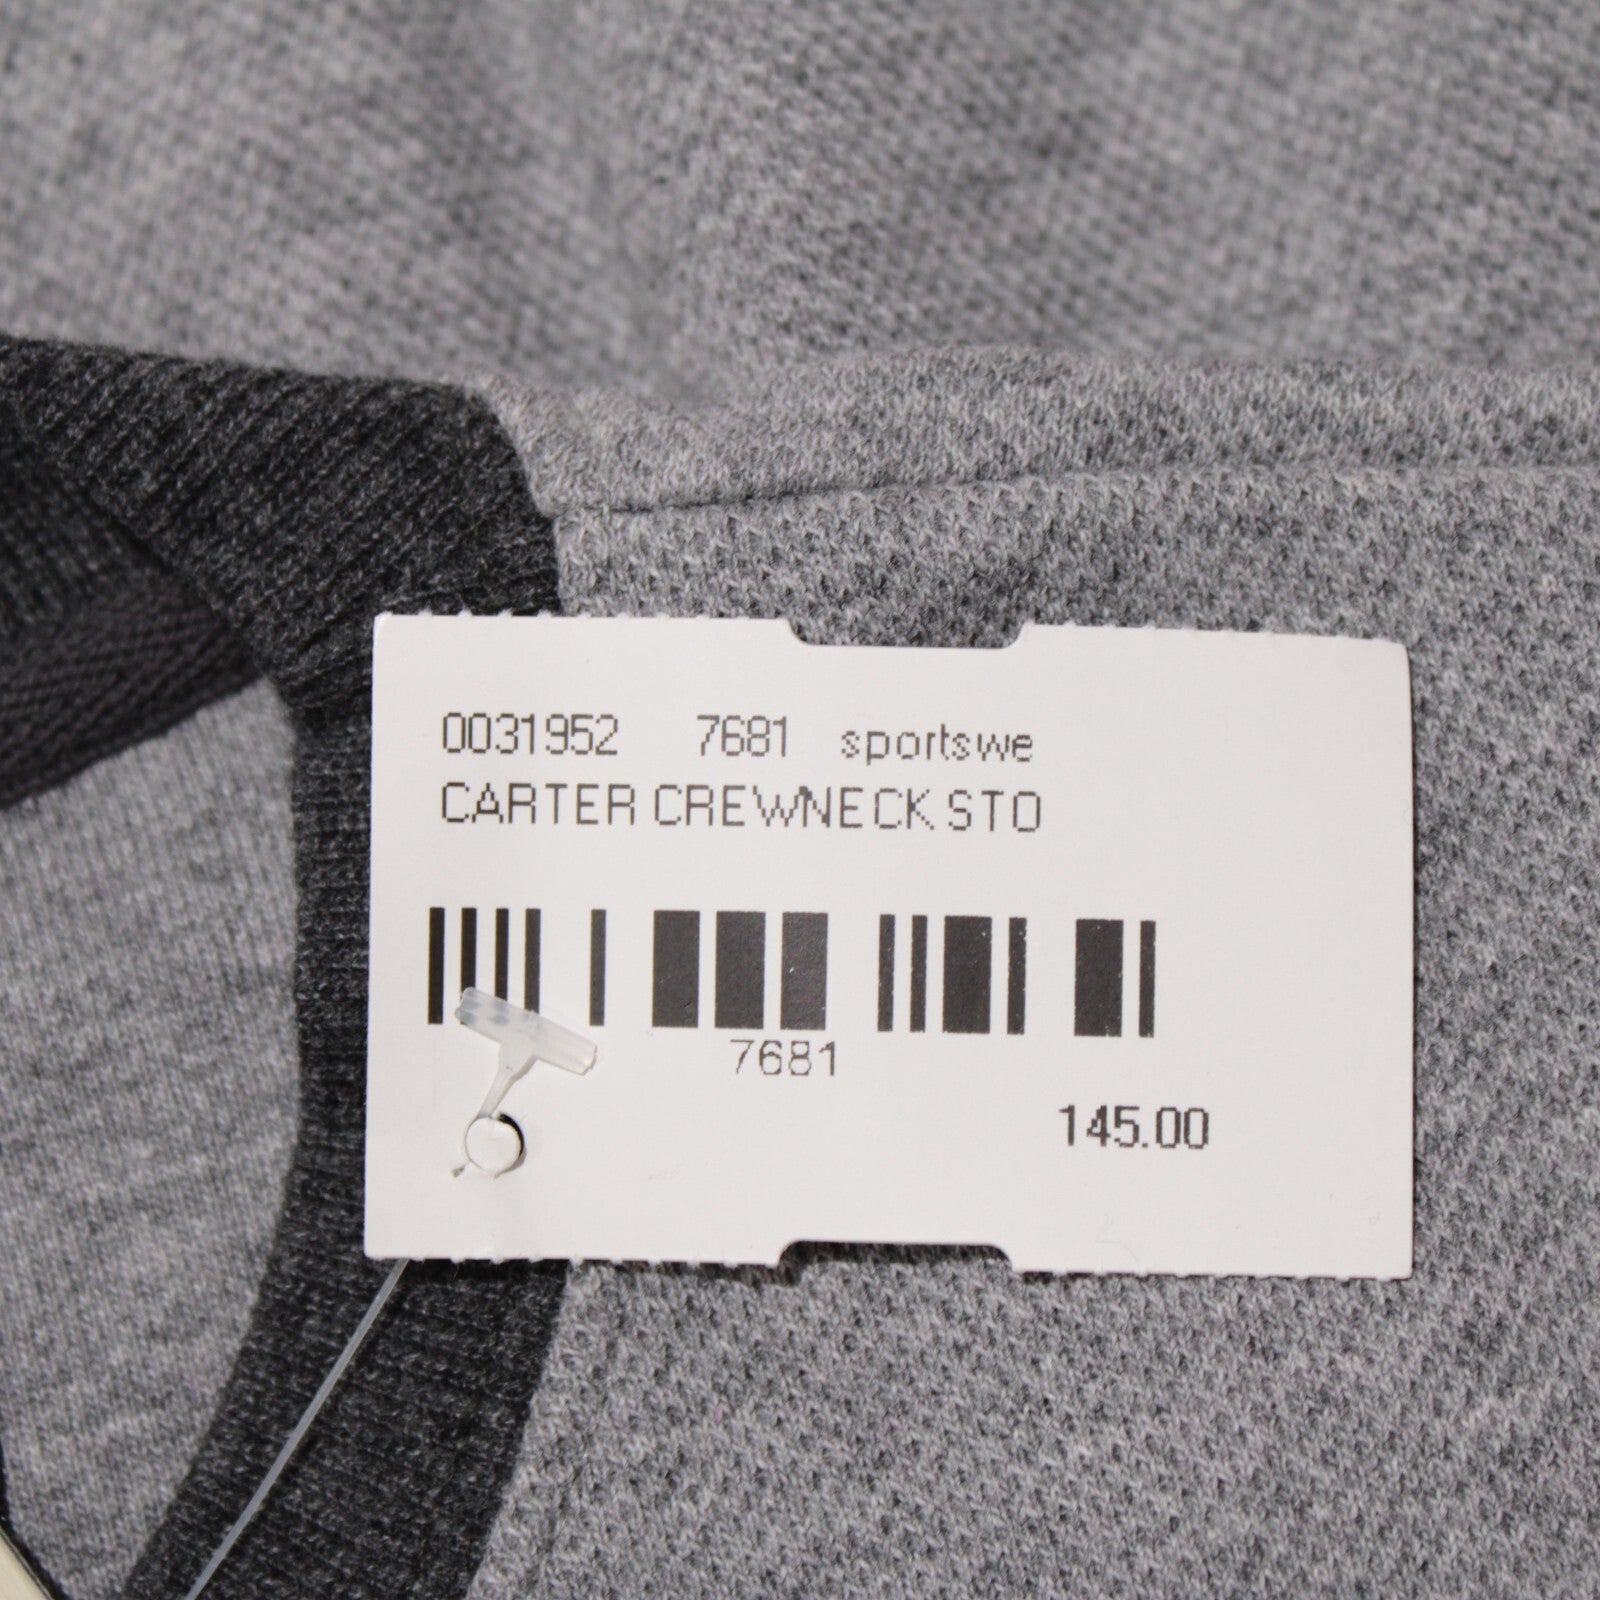 0031952 7681 sportswe
CARTER CREWNECK STO
7681
145.00